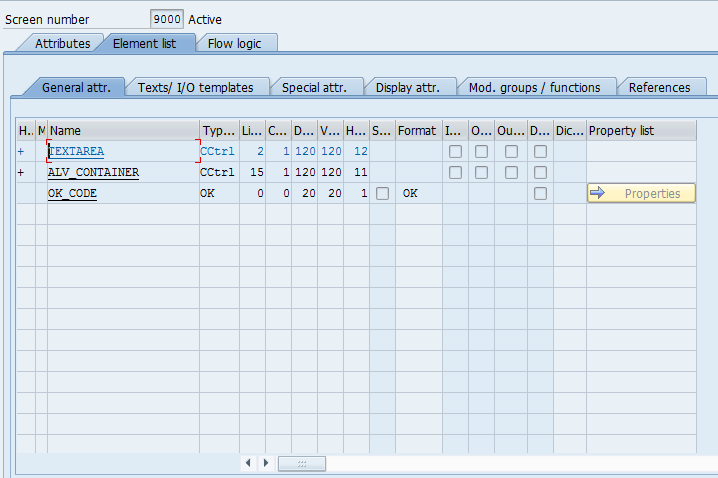 Screen number 9000 Active
Attributes Element list Flow logic
General attr. Texts/ I/O templates Special attr. Display attr. Mod. groups / functions References
H.. M Name Typ... Li... C... D... V... H... S... Format I... O... Ou... D... Dic... Property list
+ TEXTAREA CCtrl 2 1 120 120 12
+ ALV_CONTAINER CCtrl 15 1 120 120 11
OK_CODE OK 0 0 20 20 1 OK Properties